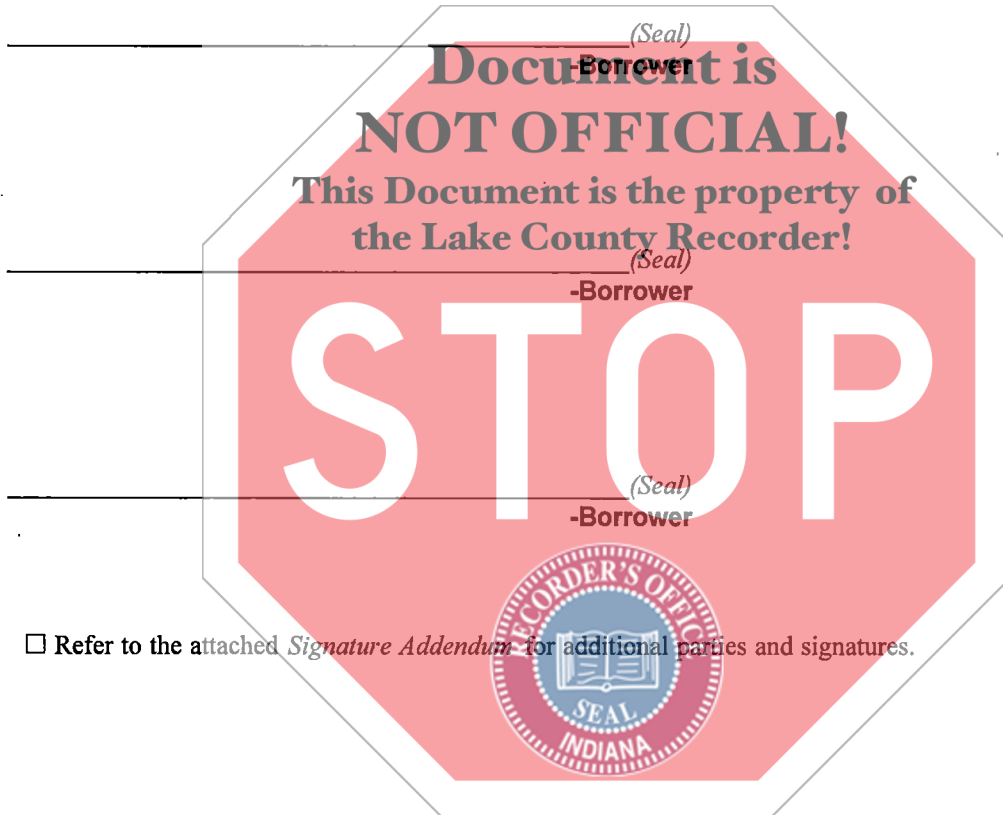 (Seal)
-Borrower
Document is
NOT OFFICIAL!
This Document is the property of
the Lake County Recorder!
(Seal)
-Borrower
STOP
(Seal)
-Borrower
RECORDER'S OFFICE
SEAL
INDIANA
☐ Refer to the attached Signature Addendum for additional parties and signatures.